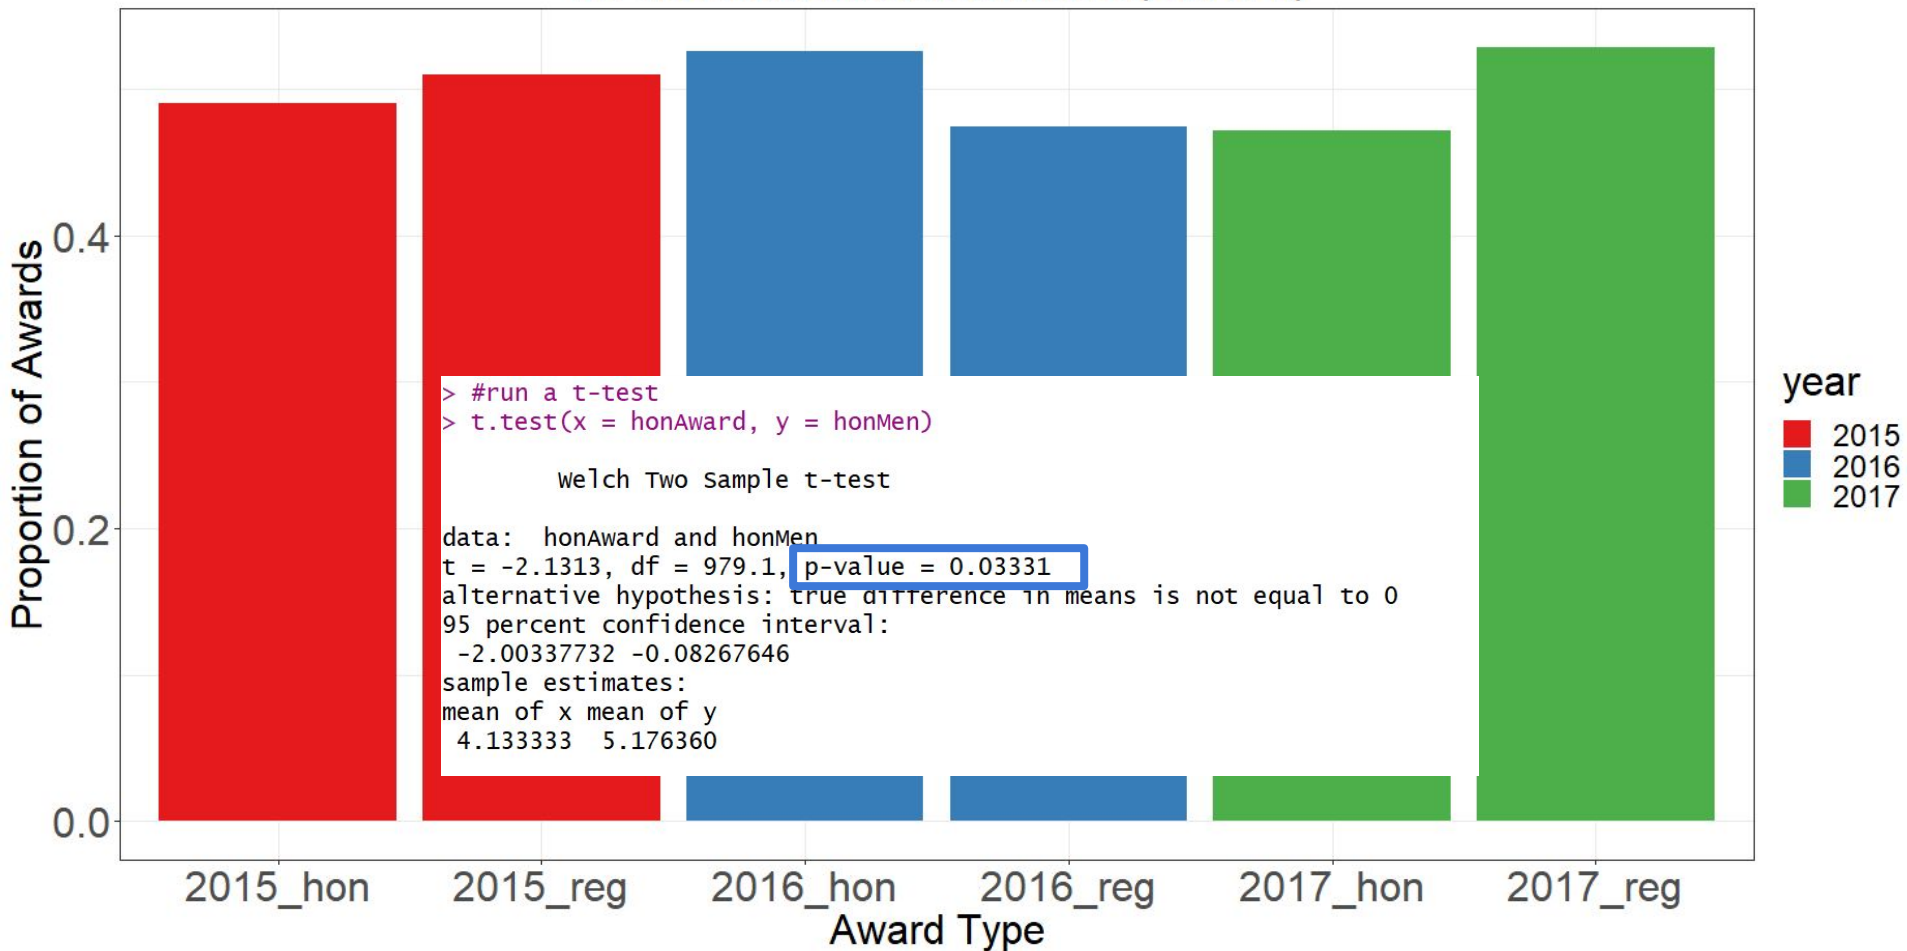 Proportion of Awards
0.4
0.2
0.0
> #run a t-test
> t.test(x = honAward, y = honMen)
Welch Two Sample t-test
data:  honAward and honMen
t = -2.1313, df = 979.1, p-value = 0.03331
alternative hypothesis: true difference in means is not equal to 0
95 percent confidence interval:
-2.00337732 -0.08267646
sample estimates:
mean of x mean of y
4.133333  5.176360
year
2015
2016
2017
2015_hon 2015_reg 2016_hon 2016_reg 2017_hon 2017_reg
Award Type